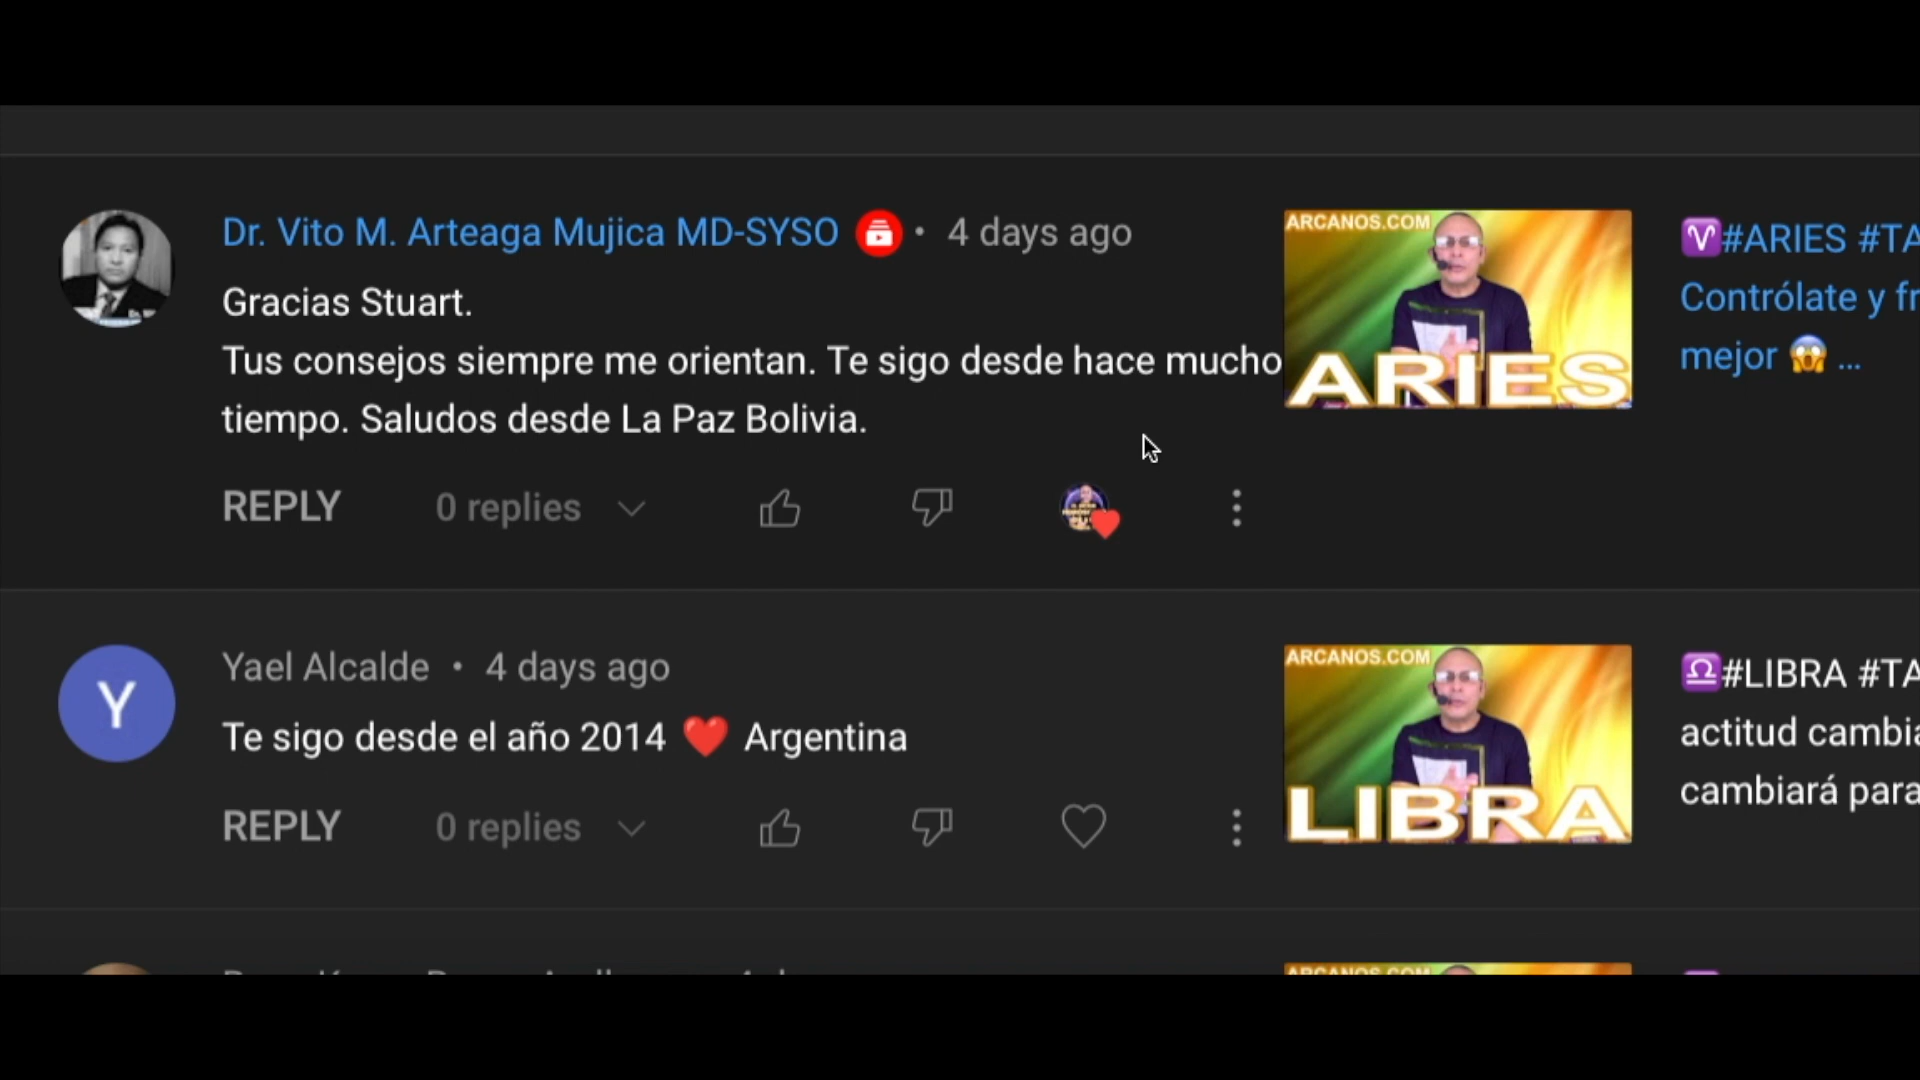 Dr. Vito M. Arteaga Mujica MD-SYSO • 4 days ago
Gracias Stuart.
Tus consejos siempre me orientan. Te sigo desde hace mucho
tiempo. Saludos desde La Paz Bolivia.
REPLY 0 replies
ARCANOS.COM
ARIES
♈#ARIES #TA
Contrólate y fr
mejor 😱 ...
Y
Yael Alcalde • 4 days ago
Te sigo desde el año 2014 ❤️ Argentina
REPLY 0 replies
ARCANOS.COM
LIBRA
♎#LIBRA #TA
actitud cambia
cambiará para
ARCANOS.COM